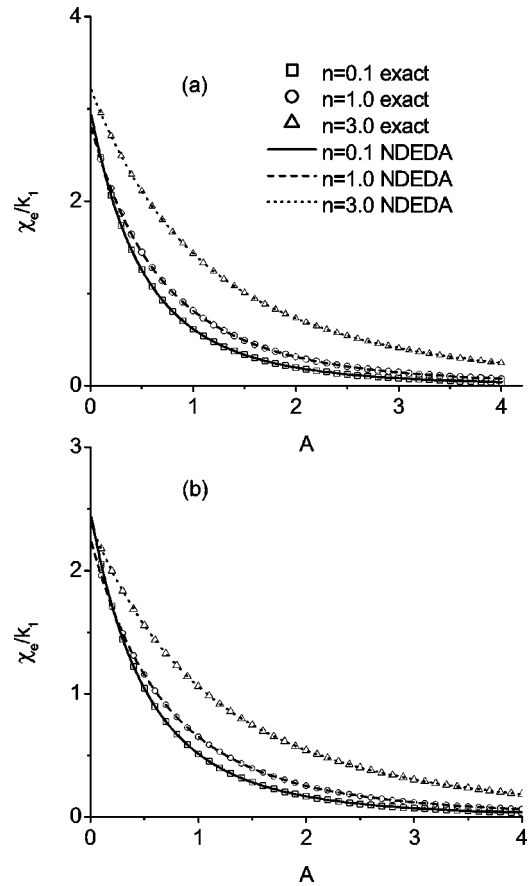 4
(a)
n=0.1 exact
n=1.0 exact
n=3.0 exact
n=0.1 NDEDA
n=1.0 NDEDA
n=3.0 NDEDA
χe/k1
2
0
0 1 2 3 4
A
3
(b)
2
χe/k1
1
0
0 1 2 3 4
A